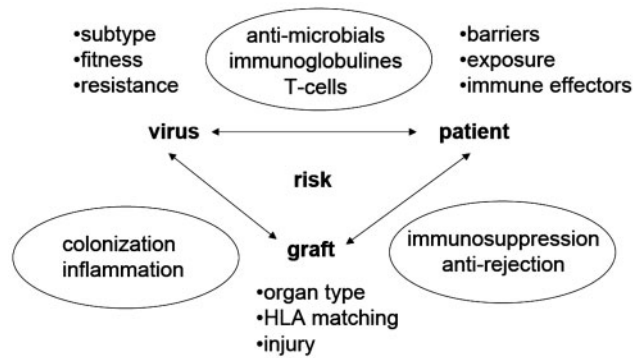 •subtype
•fitness
•resistance
anti-microbials
immunoglobulines
T-cells
•barriers
•exposure
•immune effectors
virus
patient
risk
colonization
inflammation
graft
immunosuppression
anti-rejection
•organ type
•HLA matching
•injury